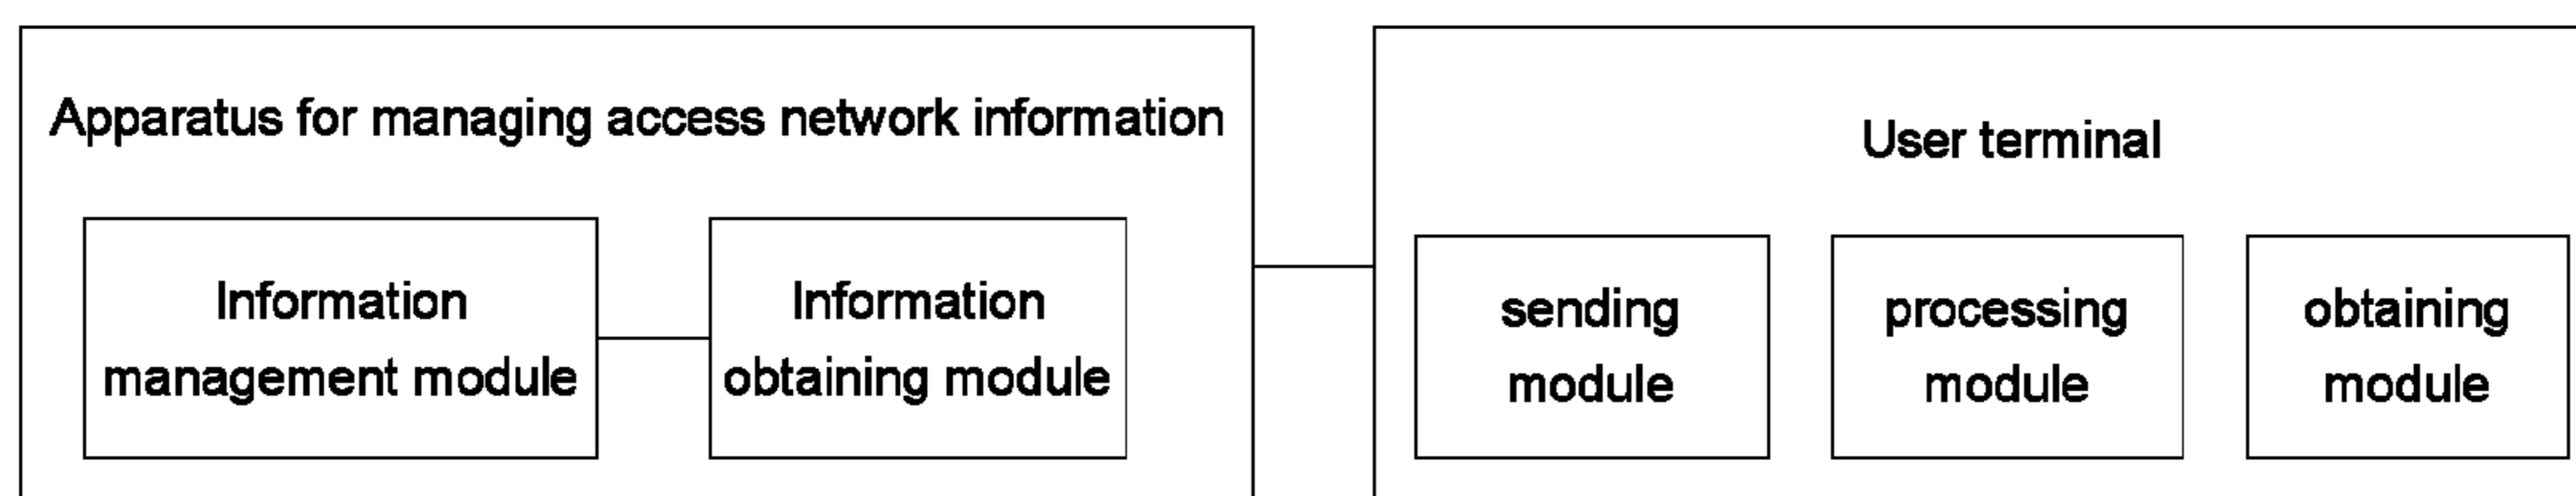 Apparatus for managing access network information
Information
management module
Information
obtaining module
User terminal
sending
module
processing
module
obtaining
module